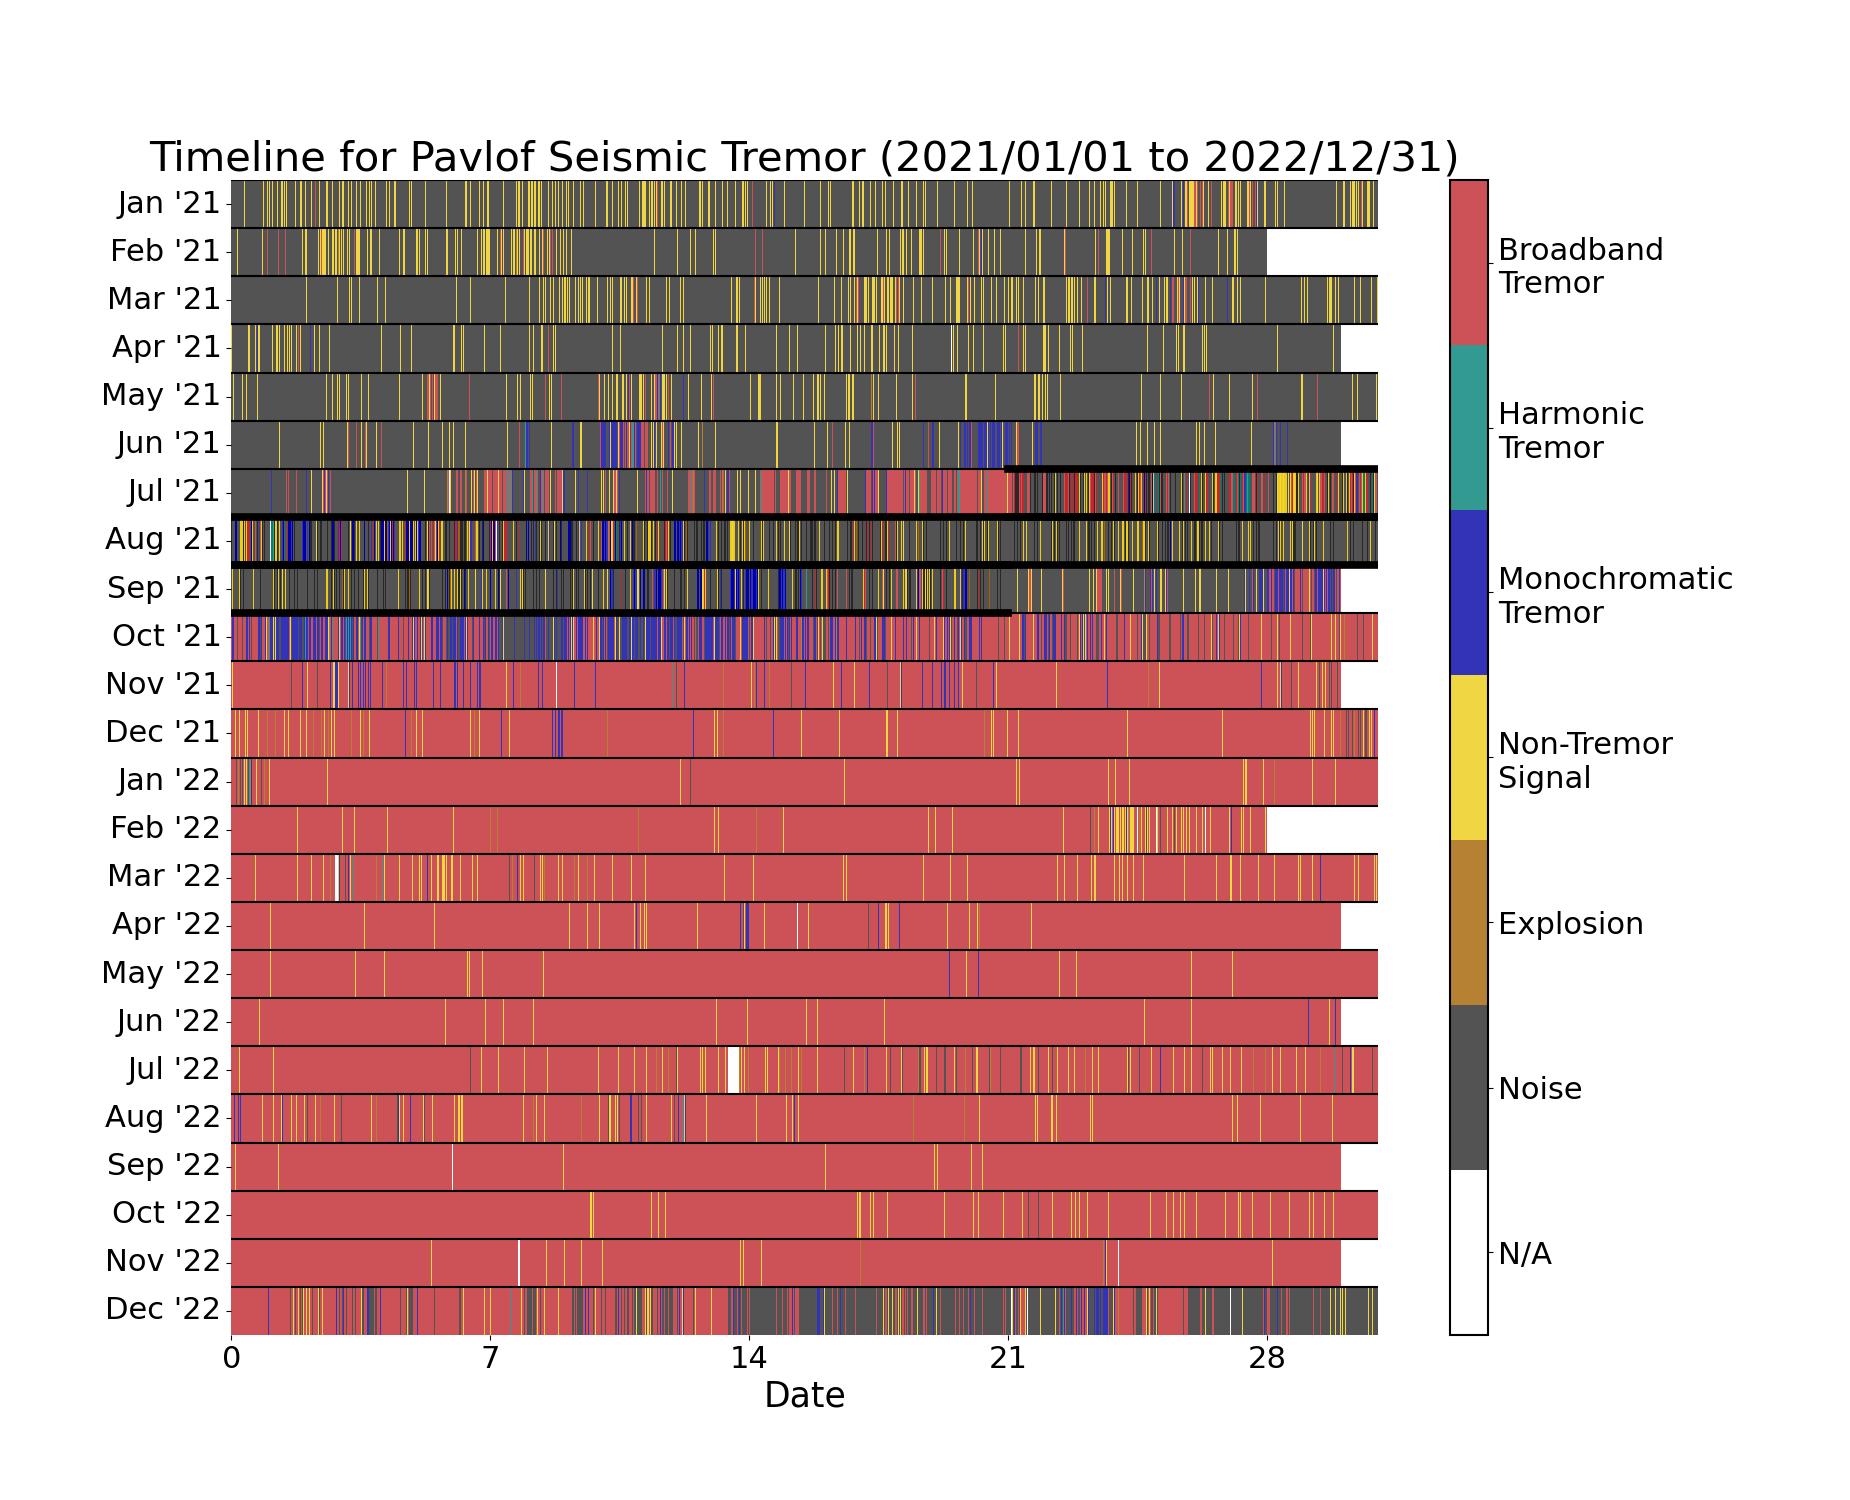 Timeline for Pavlof Seismic Tremor (2021/01/01 to 2022/12/31)
Jan '21
Feb '21
Mar '21
Apr '21
May '21
Jun '21
Jul '21
Aug '21
Sep '21
Oct '21
Nov '21
Dec '21
Jan '22
Feb '22
Mar '22
Apr '22
May '22
Jun '22
Jul '22
Aug '22
Sep '22
Oct '22
Nov '22
Dec '22
0 7 14 21 28
Date
Broadband
Tremor
Harmonic
Tremor
Monochromatic
Tremor
Non-Tremor
Signal
Explosion
Noise
N/A